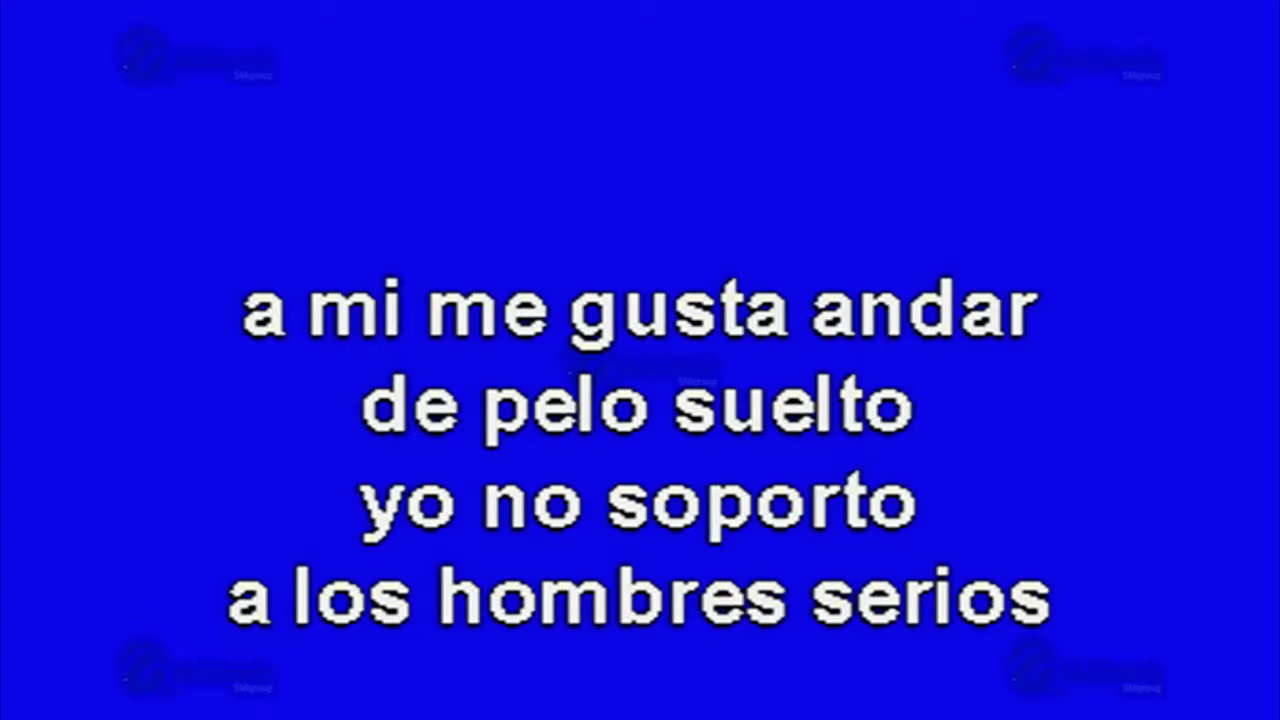 a mi me gusta andar
de pelo suelto
yo no soporto
a los hombres serios